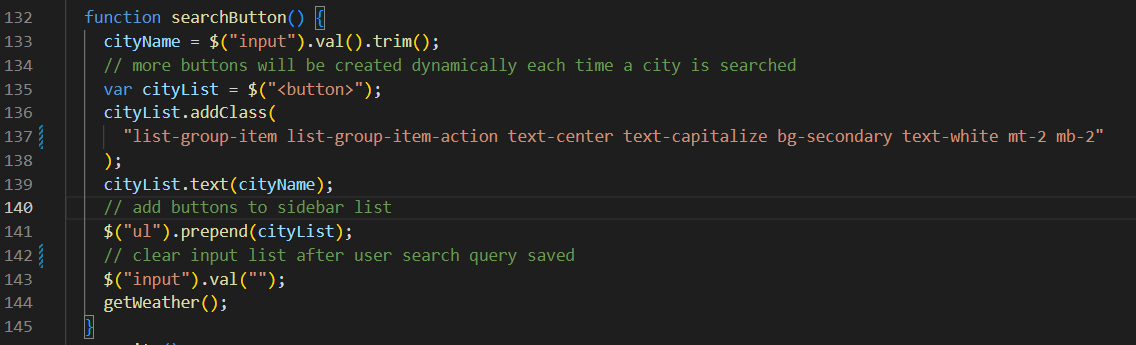 132 function searchButton() {
133 cityName = $("input").val().trim();
134 // more buttons will be created dynamically each time a city is searched
135 var cityList = $("<button>");
136 cityList.addClass(
137 "list-group-item list-group-item-action text-center text-capitalize bg-secondary text-white mt-2 mb-2"
138 );
139 cityList.text(cityName);
140 // add buttons to sidebar list
141 $("ul").prepend(cityList);
142 // clear input list after user search query saved
143 $("input").val("");
144 getWeather();
145 }